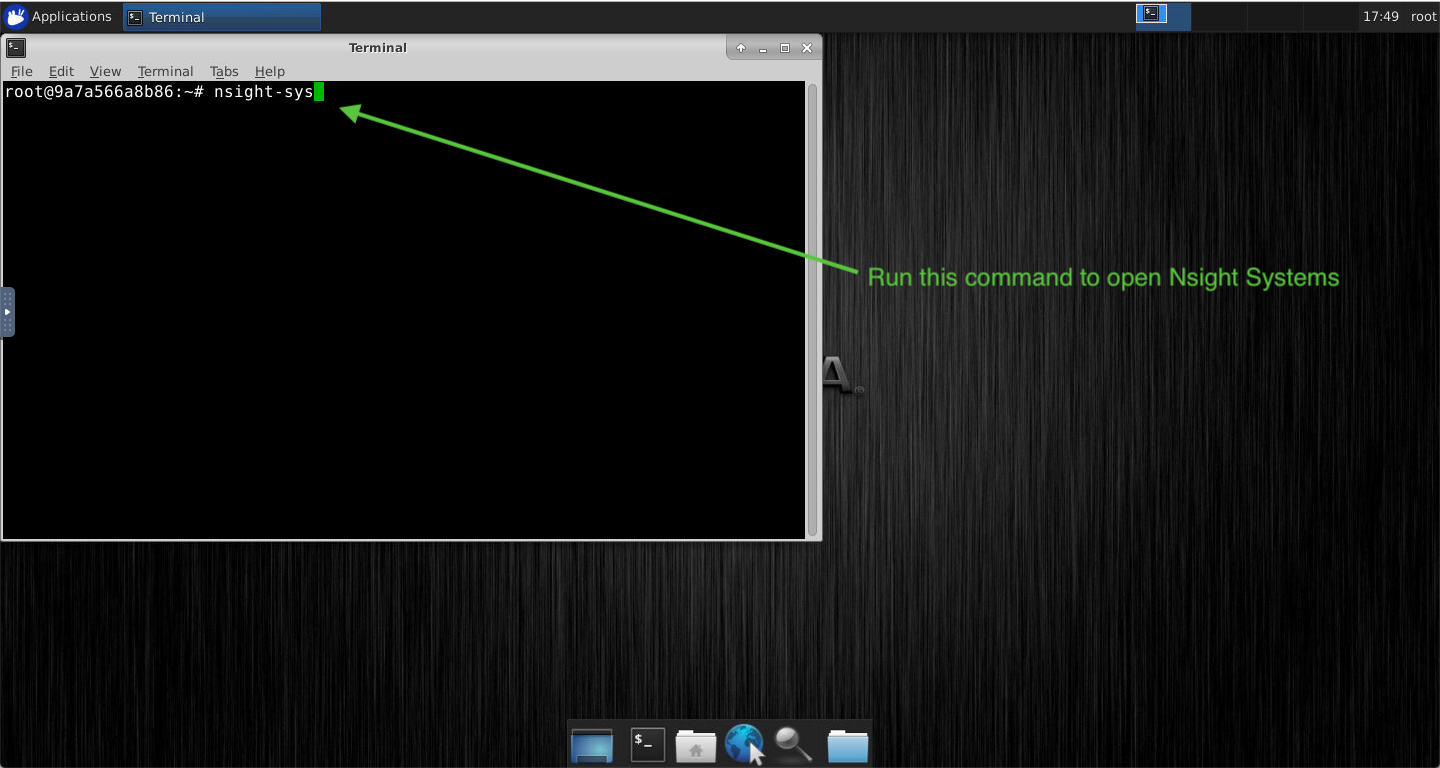 Applications
Terminal
17:49 root
Terminal
File Edit View Terminal Tabs Help
root@9a7a566a8b86:~# nsight-sys
Run this command to open Nsight Systems
A.